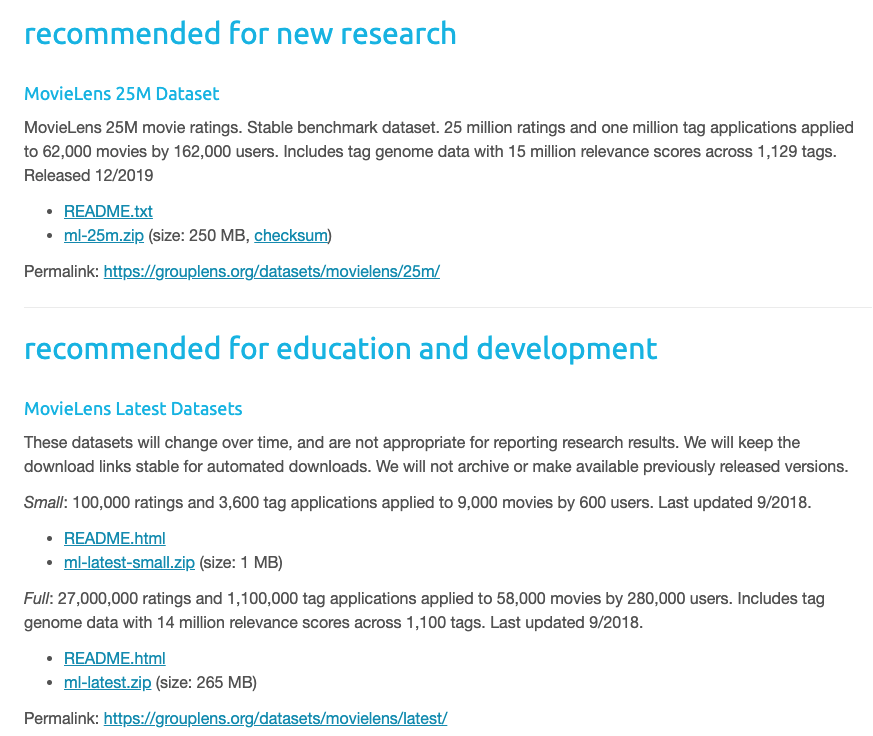 recommended for new research
MovieLens 25M Dataset
MovieLens 25M movie ratings. Stable benchmark dataset. 25 million ratings and one million tag applications applied
to 62,000 movies by 162,000 users. Includes tag genome data with 15 million relevance scores across 1,129 tags.
Released 12/2019
• README.txt
• ml-25m.zip (size: 250 MB, checksum)
Permalink: https://grouplens.org/datasets/movielens/25m/
recommended for education and development
MovieLens Latest Datasets
These datasets will change over time, and are not appropriate for reporting research results. We will keep the
download links stable for automated downloads. We will not archive or make available previously released versions.
Small: 100,000 ratings and 3,600 tag applications applied to 9,000 movies by 600 users. Last updated 9/2018.
• README.html
• ml-latest-small.zip (size: 1 MB)
Full: 27,000,000 ratings and 1,100,000 tag applications applied to 58,000 movies by 280,000 users. Includes tag
genome data with 14 million relevance scores across 1,100 tags. Last updated 9/2018.
• README.html
• ml-latest.zip (size: 265 MB)
Permalink: https://grouplens.org/datasets/movielens/latest/